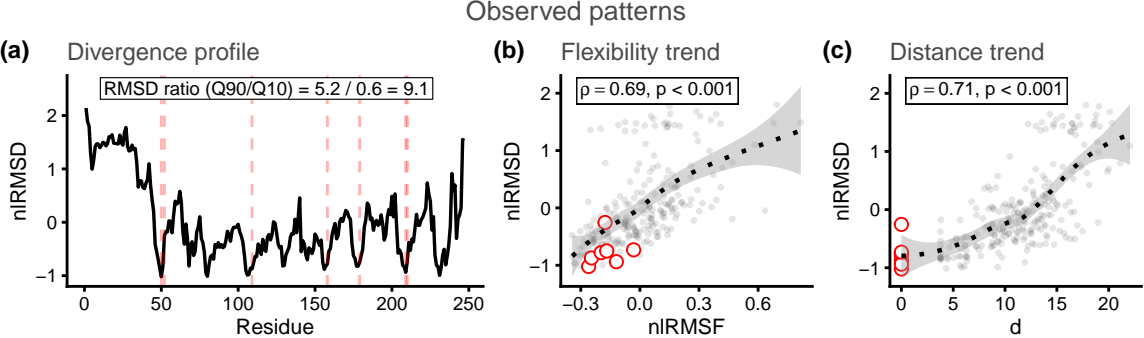 Observed patterns
(a) Divergence profile
RMSD ratio (Q90/Q10) = 5.2 / 0.6 = 9.1
nlRMSD
2
1
0
−1
0 50 100 150 200 250
Residue
(b) Flexibility trend
ρ = 0.69, p < 0.001
nlRMSD
2
1
0
−1
−0.3 0.0 0.3 0.6
nlRMSF
(c) Distance trend
ρ = 0.71, p < 0.001
nlRMSD
2
1
0
−1
0 5 10 15 20
d